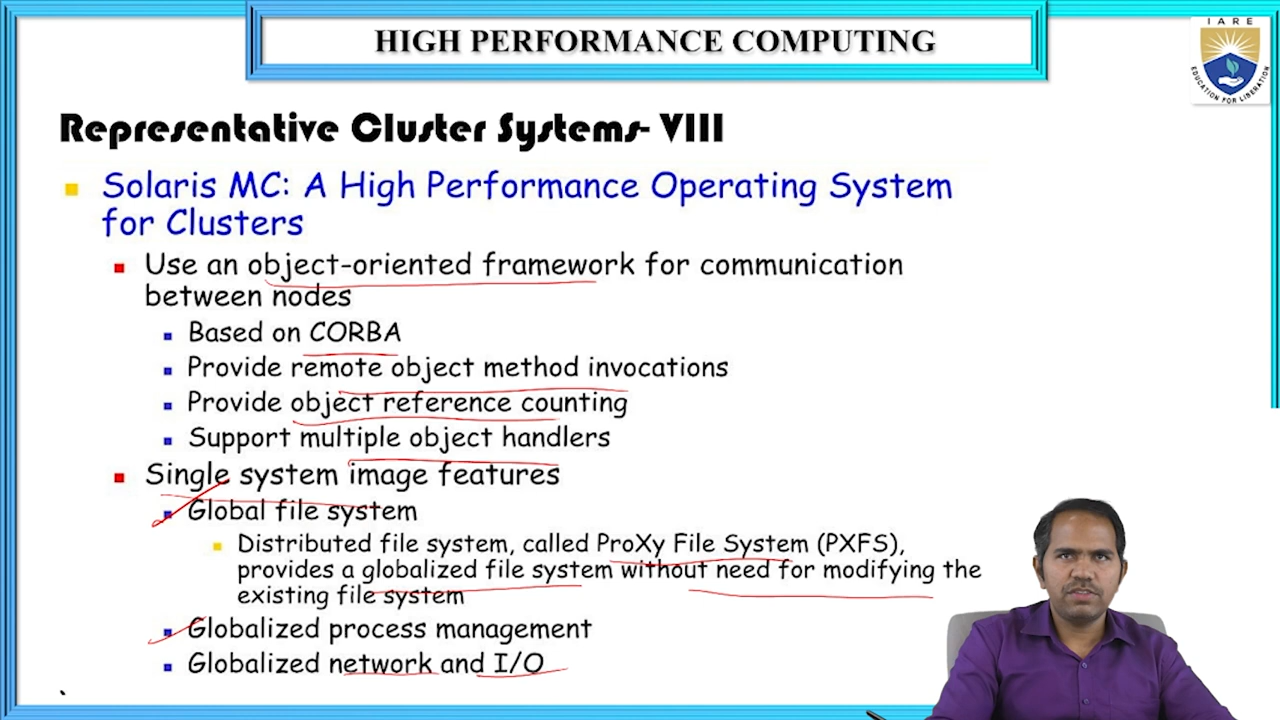 HIGH PERFORMANCE COMPUTING
IARE
EDUCATION FOR LIBERATION
Representative Cluster Systems- VIII
Solaris MC: A High Performance Operating System
for Clusters
Use an object-oriented framework for communication
between nodes
Based on CORBA
Provide remote object method invocations
Provide object reference counting
Support multiple object handlers
Single system image features
Global file system
Distributed file system, called ProXy File System (PXFS),
provides a globalized file system without need for modifying the
existing file system
Globalized process management
Globalized network and I/O